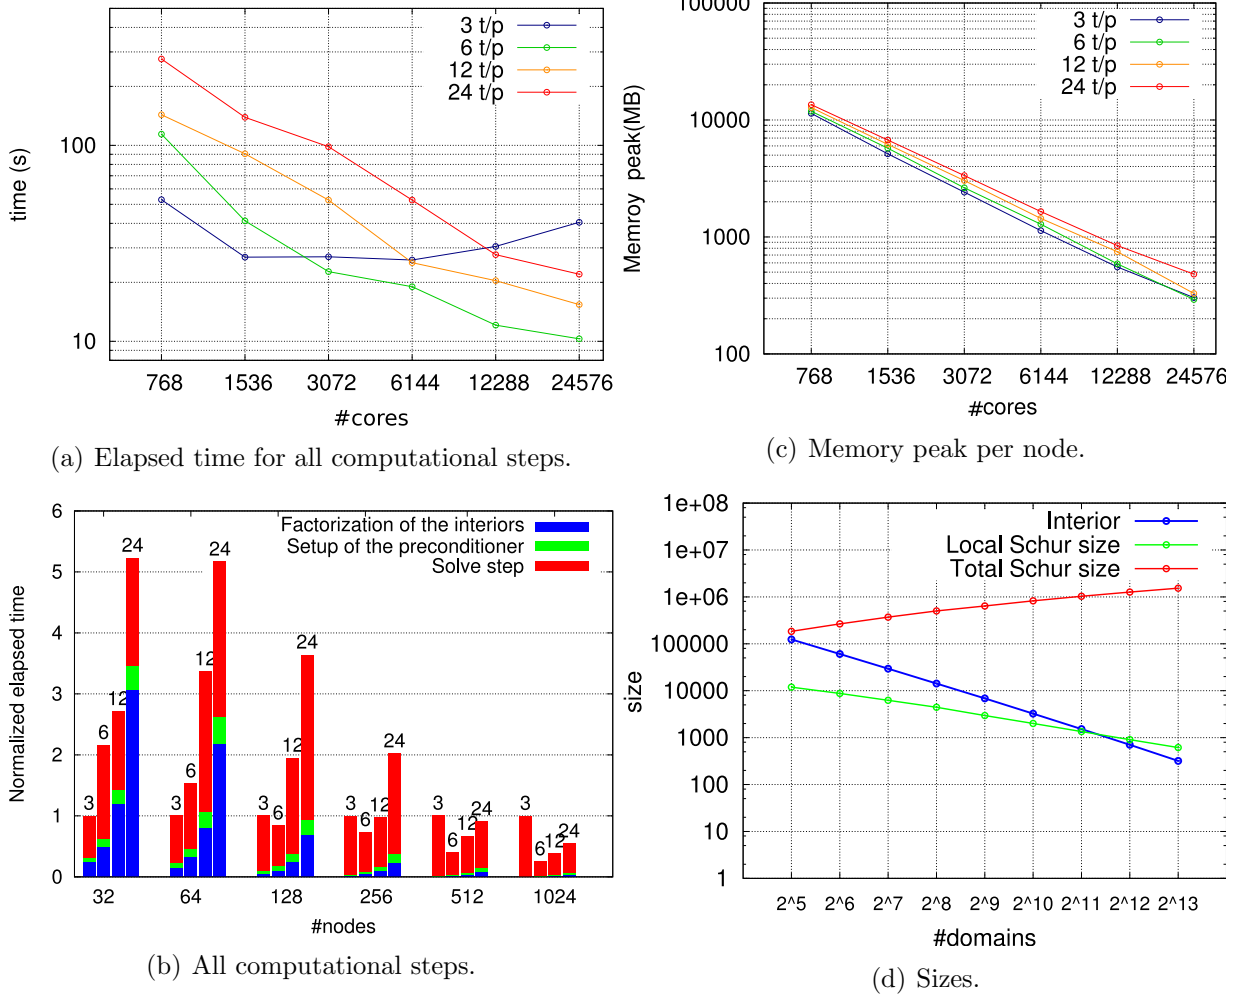 3 t/p
6 t/p
12 t/p
24 t/p
100
10
time (s)
768 1536 3072 6144 12288 24576
#cores
(a) Elapsed time for all computational steps.
100000
10000
1000
100
Memroy peak(MB)
3 t/p
6 t/p
12 t/p
24 t/p
768 1536 3072 6144 12288 24576
#cores
(c) Memory peak per node.
6
5
4
3
2
1
0
Normalized elapsed time
Factorization of the interiors
Setup of the preconditioner
Solve step
3 6 12 24
3 6 12 24
3 6 12 24
3 6 12 24
3 6 12 24
3 6 12 24
32 64 128 256 512 1024
#nodes
(b) All computational steps.
1e+08
1e+07
1e+06
100000
10000
1000
100
10
1
size
Interior
Local Schur size
Total Schur size
2^5 2^6 2^7 2^8 2^9 2^10 2^11 2^12 2^13
#domains
(d) Sizes.